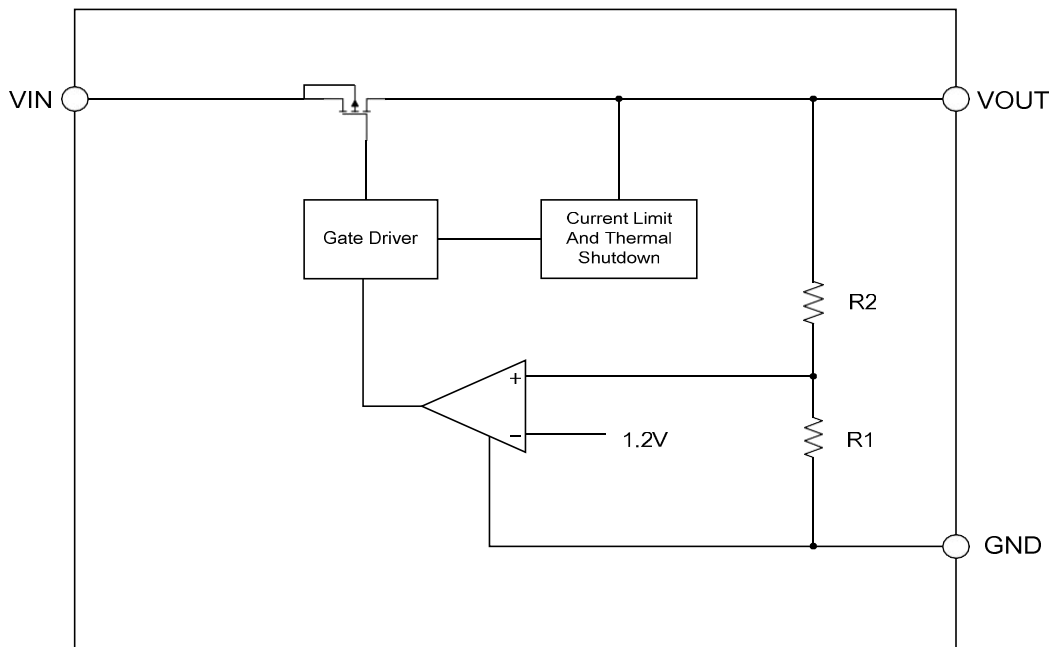 VIN
VOUT
Gate Driver
Current Limit
And Thermal
Shutdown
R2
+
−
1.2V
R1
GND